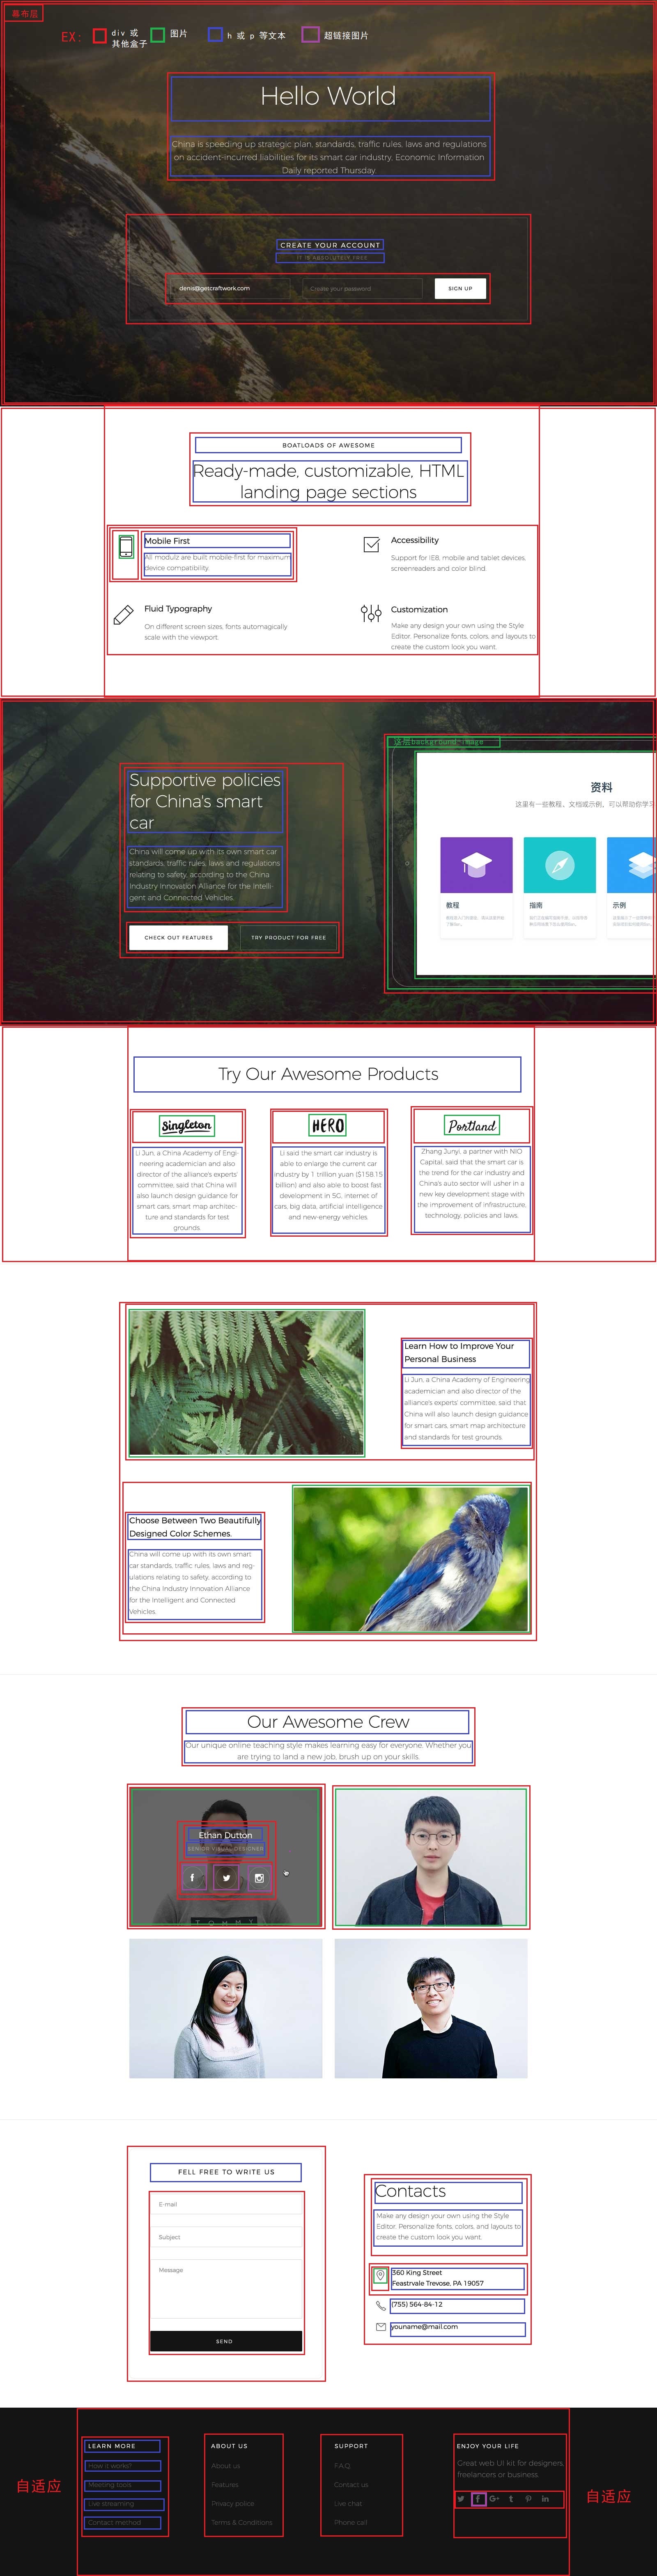 幕布层
EX: div 或
其他盒子 图片 h 或 p 等文本 超链接图片
Hello World
China is speeding up strategic plan, standards, traffic rules, laws and regulations
on accident-incurred liabilities for its smart car industry, Economic Information
Daily reported Thursday.
CREATE YOUR ACCOUNT
IT IS ABSOLUTELY FREE
denis@getcraftwork.com Create your password SIGN UP
BOATLOADS OF AWESOME
Ready-made, customizable, HTML
landing page sections
Mobile First
All modulz are built mobile-first for maximum
device compatibility.
Accessibility
Support for IE8, mobile and tablet devices,
screenreaders and color blind.
Fluid Typography
On different screen sizes, fonts automagically
scale with the viewport.
Customization
Make any design your own using the Style
Editor. Personalize fonts, colors, and layouts to
create the custom look you want.
这层background-image
Supportive policies
for China's smart
car
China will come up with its own smart car
standards, traffic rules, laws and regulations
relating to safety, according to the China
Industry Innovation Alliance for the Intelli-
gent and Connected Vehicles.
CHECK OUT FEATURES TRY PRODUCT FOR FREE
资料
这里有一些教程、文档或示例，可以帮助你学习
教程 指南 示例
Try Our Awesome Products
Singleton
Li Jun, a China Academy of Engi-
neering academician and also
director of the alliance's experts'
committee, said that China will
also launch design guidance for
smart cars, smart map architec-
ture and standards for test
grounds.
HERO
Li said the smart car industry is
able to enlarge the current car
industry by 1 trillion yuan ($158.15
billion) and also able to boost fast
development in 5G, internet of
cars, big data, artificial intelligence
and new-energy vehicles.
Portland
Zhang Junyi, a partner with NIO
Capital, said that the smart car is
the trend for the car industry and
China's auto sector will usher in a
new key development stage with
the improvement of infrastructure,
technology, policies and laws.
Learn How to Improve Your
Personal Business
Li Jun, a China Academy of Engineering
academician and also director of the
alliance's experts' committee, said that
China will also launch design guidance
for smart cars, smart map architecture
and standards for test grounds.
Choose Between Two Beautifully
Designed Color Schemes.
China will come up with its own smart
car standards, traffic rules, laws and reg-
ulations relating to safety, according to
the China Industry Innovation Alliance
for the Intelligent and Connected
Vehicles.
Our Awesome Crew
Our unique online teaching style makes learning easy for everyone. Whether you
are trying to land a new job, brush up on your skills.
Ethan Dutton
SENIOR VISUAL DESIGNER
TOMMY
FELL FREE TO WRITE US
E-mail
Subject
Message
SEND
Contacts
Make any design your own using the Style
Editor. Personalize fonts, colors, and layouts to
create the custom look you want.
360 King Street
Feastrvale Trevose, PA 19057
(755) 564-84-12
youname@mail.com
自适应
LEARN MORE
How it works?
Meeting tools
Live streaming
Contact method
ABOUT US
About us
Features
Privacy police
Terms & Conditions
SUPPORT
F.A.Q.
Contact us
Live chat
Phone call
ENJOY YOUR LIFE
Great web UI kit for designers,
freelancers or business.
自适应